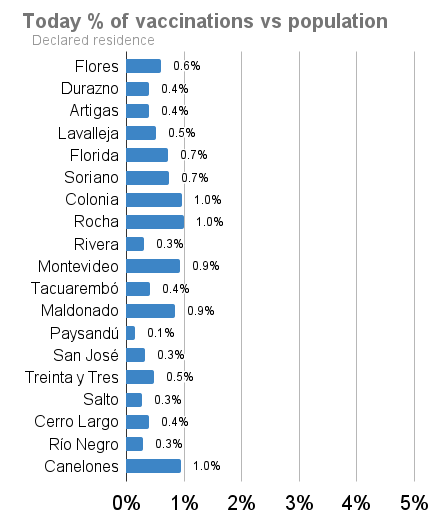 Today % of vaccinations vs population
Declared residence
Flores 0.6%
Durazno 0.4%
Artigas 0.4%
Lavalleja 0.5%
Florida 0.7%
Soriano 0.7%
Colonia 1.0%
Rocha 1.0%
Rivera 0.3%
Montevideo 0.9%
Tacuarembó 0.4%
Maldonado 0.9%
Paysandú 0.1%
San José 0.3%
Treinta y Tres 0.5%
Salto 0.3%
Cerro Largo 0.4%
Río Negro 0.3%
Canelones 1.0%
0% 1% 2% 3% 4% 5%